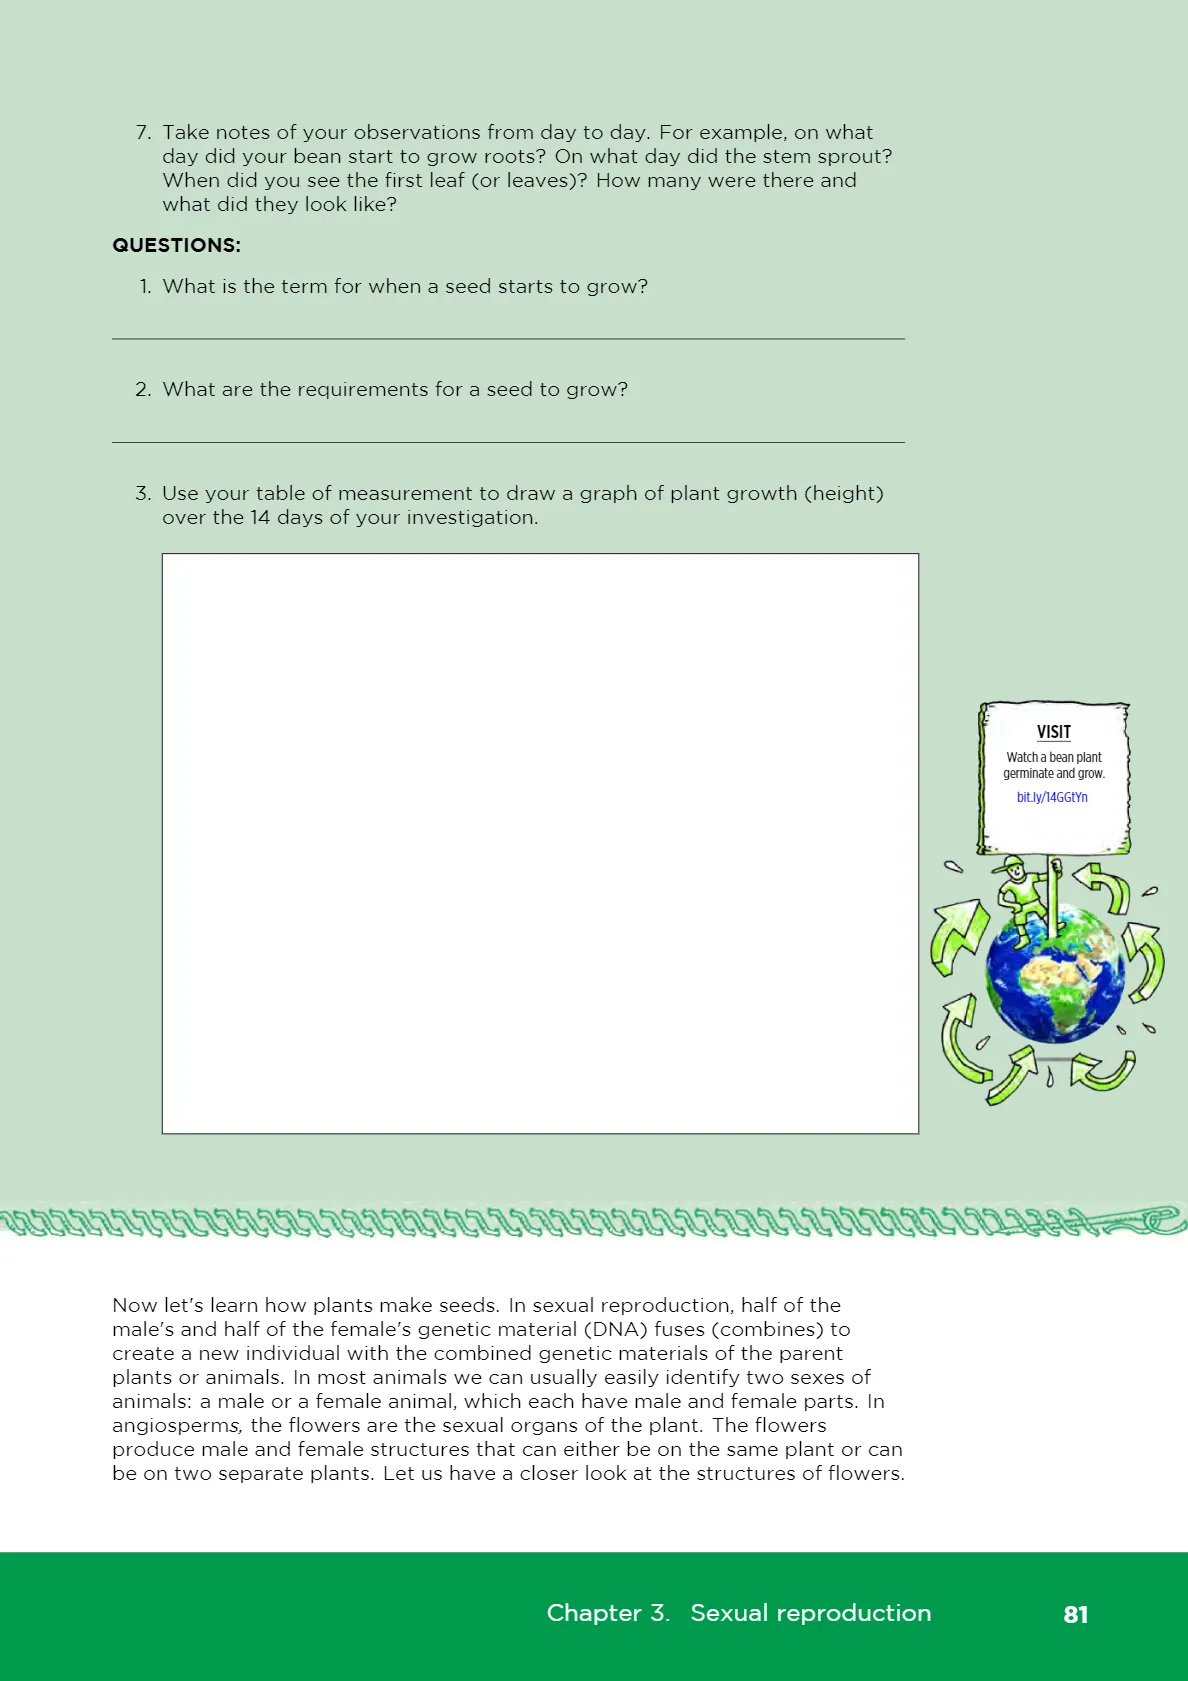 7. Take notes of your observations from day to day. For example, on what
day did your bean start to grow roots? On what day did the stem sprout?
When did you see the first leaf (or leaves)? How many were there and
what did they look like?
QUESTIONS:
1. What is the term for when a seed starts to grow?
2. What are the requirements for a seed to grow?
3. Use your table of measurement to draw a graph of plant growth (height)
over the 14 days of your investigation.
VISIT
Watch a bean plant
germinate and grow.
bit.ly/14GGtYn
Now let's learn how plants make seeds. In sexual reproduction, half of the
male's and half of the female's genetic material (DNA) fuses (combines) to
create a new individual with the combined genetic materials of the parent
plants or animals. In most animals we can usually easily identify two sexes of
animals: a male or a female animal, which each have male and female parts. In
angiosperms, the flowers are the sexual organs of the plant. The flowers
produce male and female structures that can either be on the same plant or can
be on two separate plants. Let us have a closer look at the structures of flowers.
Chapter 3. Sexual reproduction 81